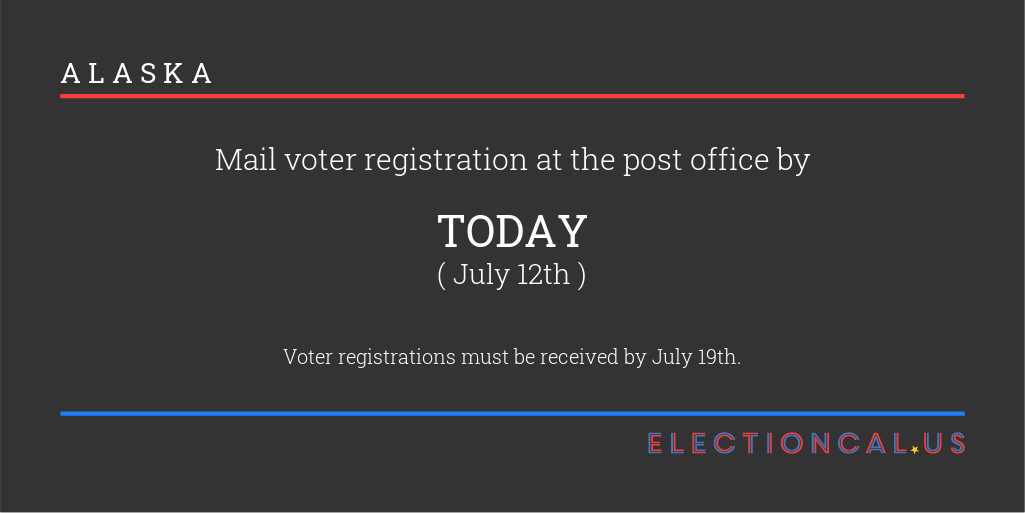 ALASKA
Mail voter registration at the post office by
TODAY
( July 12th )
Voter registrations must be received by July 19th.
ELECTIONCAL.US